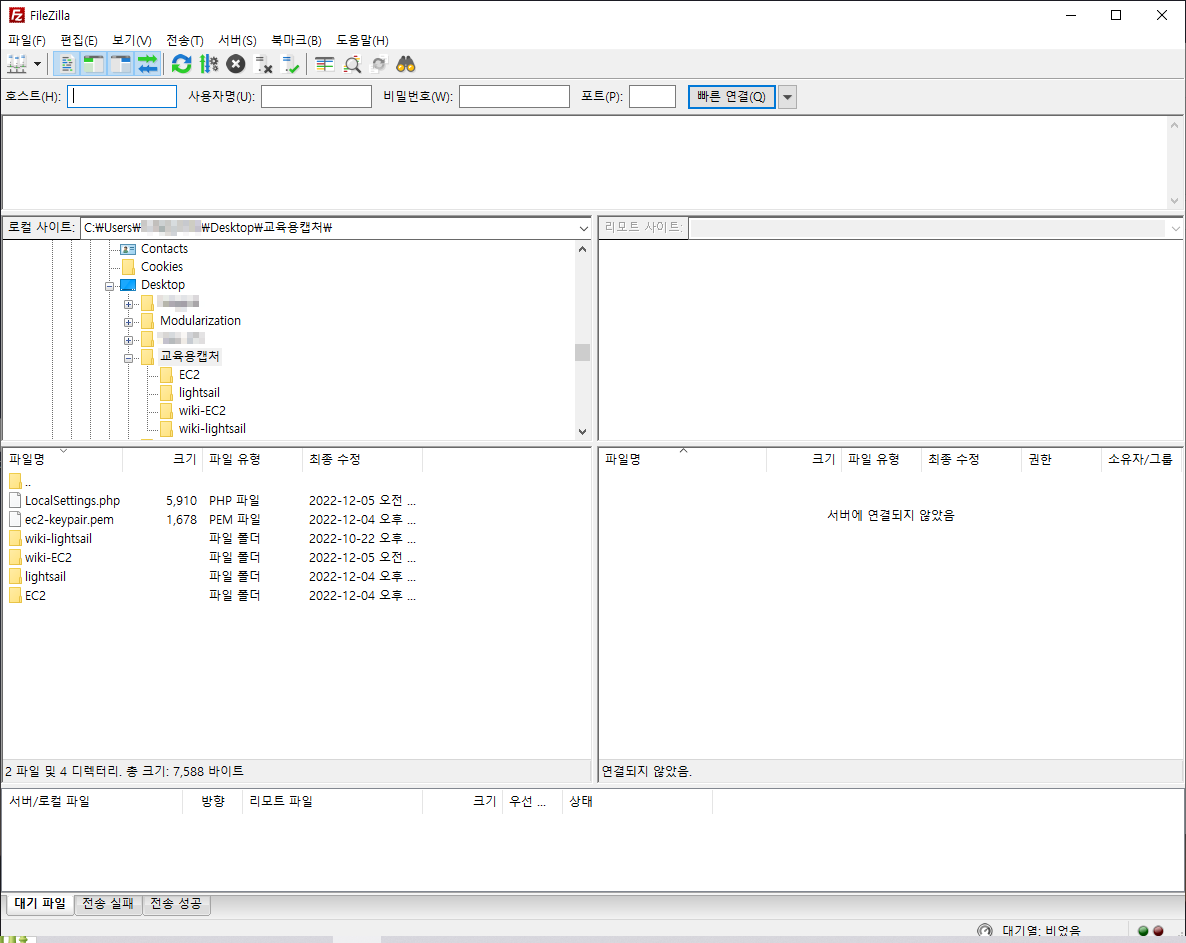 FileZilla
파일(F) 편집(E) 보기(V) 전송(T) 서버(S) 북마크(B) 도움말(H)
호스트(H): 사용자명(U): 비밀번호(W): 포트(P): 빠른 연결(Q)
로컬 사이트: C:₩Users₩ ₩Desktop₩교육용캡처₩
리모트 사이트:
Contacts
Cookies
Desktop
Modularization
교육용캡처
EC2
lightsail
wiki-EC2
wiki-lightsail
파일명 크기 파일 유형 최종 수정
..
LocalSettings.php 5,910 PHP 파일 2022-12-05 오전 ...
ec2-keypair.pem 1,678 PEM 파일 2022-12-04 오후 ...
wiki-lightsail 파일 폴더 2022-10-22 오후 ...
wiki-EC2 파일 폴더 2022-12-05 오전 ...
lightsail 파일 폴더 2022-12-04 오후 ...
EC2 파일 폴더 2022-12-04 오후 ...
2 파일 및 4 디렉터리. 총 크기: 7,588 바이트
파일명 크기 파일 유형 최종 수정 권한 소유자/그룹
서버에 연결되지 않았음
연결되지 않았음.
서버/로컬 파일 방향 리모트 파일 크기 우선 ... 상태
대기 파일 전송 실패 전송 성공
대기열: 비었음